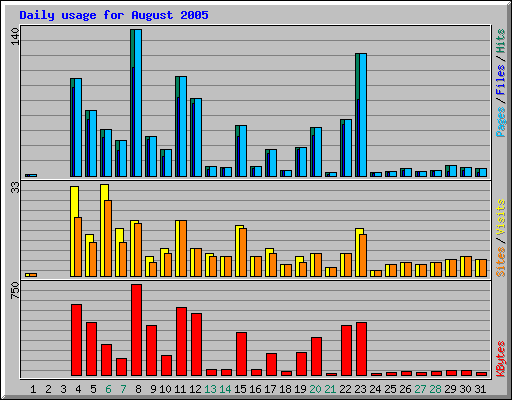 Daily usage for August 2005
140
33
750
Pages / Files / Hits
Sites / Visits
KBytes
1 2 3 4 5 6 7 8 9 10 11 12 13 14 15 16 17 18 19 20 21 22 23 24 25 26 27 28 29 30 31